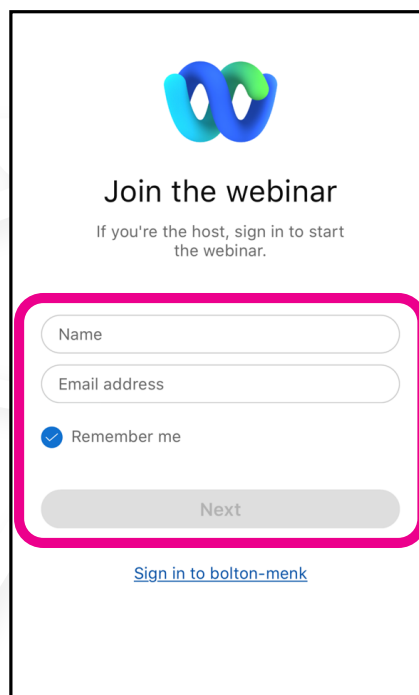 Join the webinar
If you're the host, sign in to start
the webinar.
Name
Email address
Remember me
Next
Sign in to bolton-menk